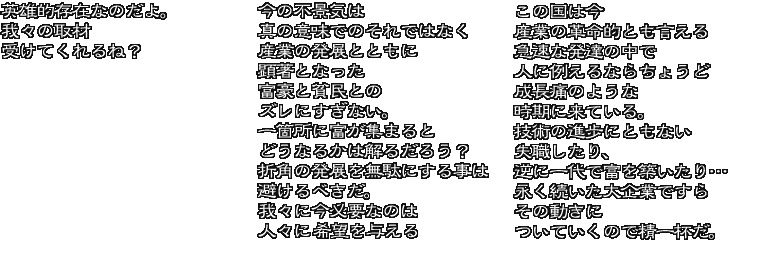 この国は今
産業の革命的とも言える
急速な発達の中で
人に例えるならちょうど
成長痛のような
時期に来ている。
技術の進歩にともない
失職したり、
逆に一代で富を築いたり…
永く続いた大企業ですら
その動きに
ついていくので精一杯だ。
今の不景気は
真の意味でのそれではなく
産業の発展とともに
顕著となった
富豪と貧民との
ズレにすぎない。
一箇所に富が集まると
どうなるかは解るだろう？
折角の発展を無駄にする事は
避けるべきだ。
我々に今必要なのは
人々に希望を与える
英雄的存在なのだよ。
我々の取材
受けてくれるね？